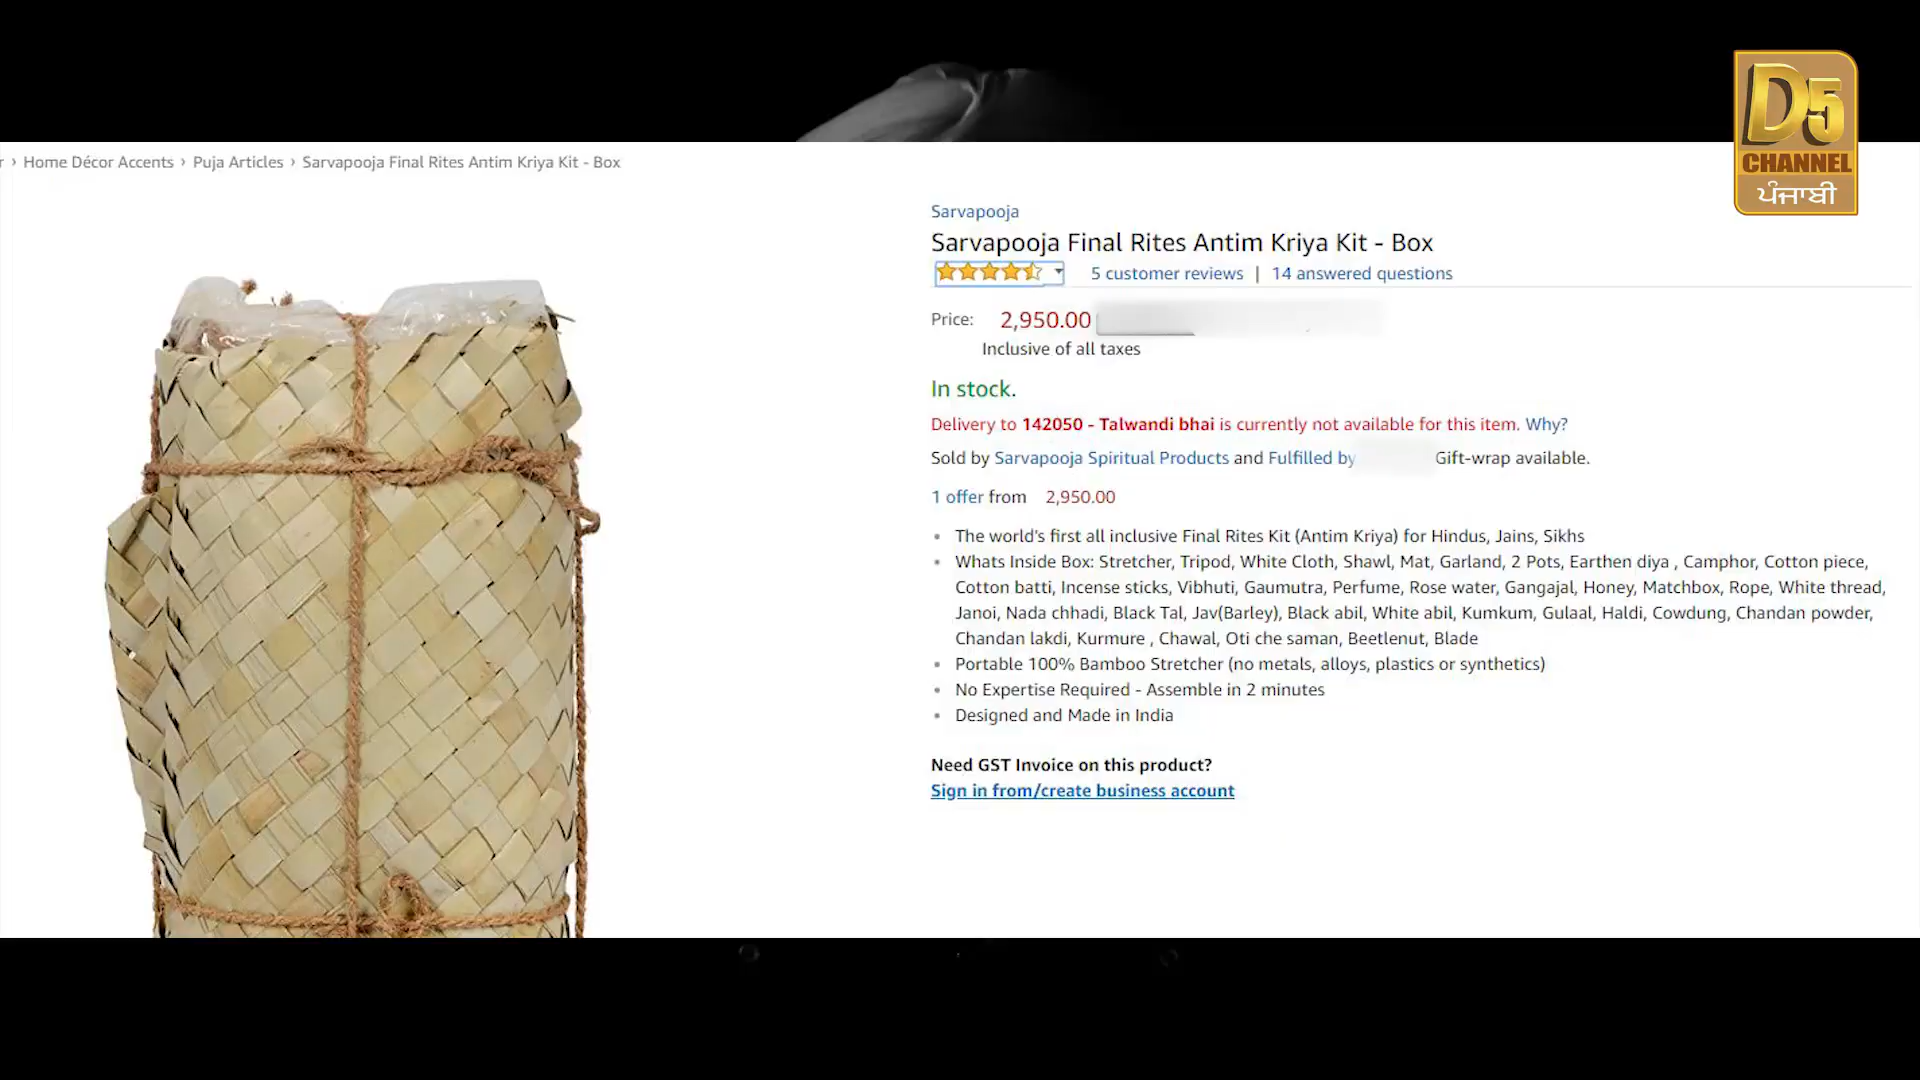 D5
CHANNEL
ਪੰਜਾਬੀ
r › Home Décor Accents › Puja Articles › Sarvapooja Final Rites Antim Kriya Kit - Box
Sarvapooja
Sarvapooja Final Rites Antim Kriya Kit - Box
5 customer reviews | 14 answered questions
Price: 2,950.00
Inclusive of all taxes
In stock.
Delivery to 142050 - Talwandi bhai is currently not available for this item. Why?
Sold by Sarvapooja Spiritual Products and Fulfilled by Gift-wrap available.
1 offer from 2,950.00
• The world's first all inclusive Final Rites Kit (Antim Kriya) for Hindus, Jains, Sikhs
• Whats Inside Box: Stretcher, Tripod, White Cloth, Shawl, Mat, Garland, 2 Pots, Earthen diya , Camphor, Cotton piece,
Cotton batti, Incense sticks, Vibhuti, Gaumutra, Perfume, Rose water, Gangajal, Honey, Matchbox, Rope, White thread,
Janoi, Nada chhadi, Black Tal, Jav(Barley), Black abil, White abil, Kumkum, Gulaal, Haldi, Cowdung, Chandan powder,
Chandan lakdi, Kurmure , Chawal, Oti che saman, Beetlenut, Blade
• Portable 100% Bamboo Stretcher (no metals, alloys, plastics or synthetics)
• No Expertise Required - Assemble in 2 minutes
• Designed and Made in India
Need GST Invoice on this product?
Sign in from/create business account